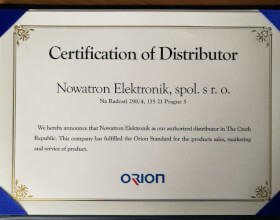 Certification of Distributor
Nowatron Elektronik, spol. s r. o.
Na Radosti 298/4, 155 21 Prague 5
We hereby announce that Nowatron Elektronik as our authorized distributor in The Czech
Republic. This company has fulfilled the Orion Standard for the products sales, marketing
and service of product.
ORION